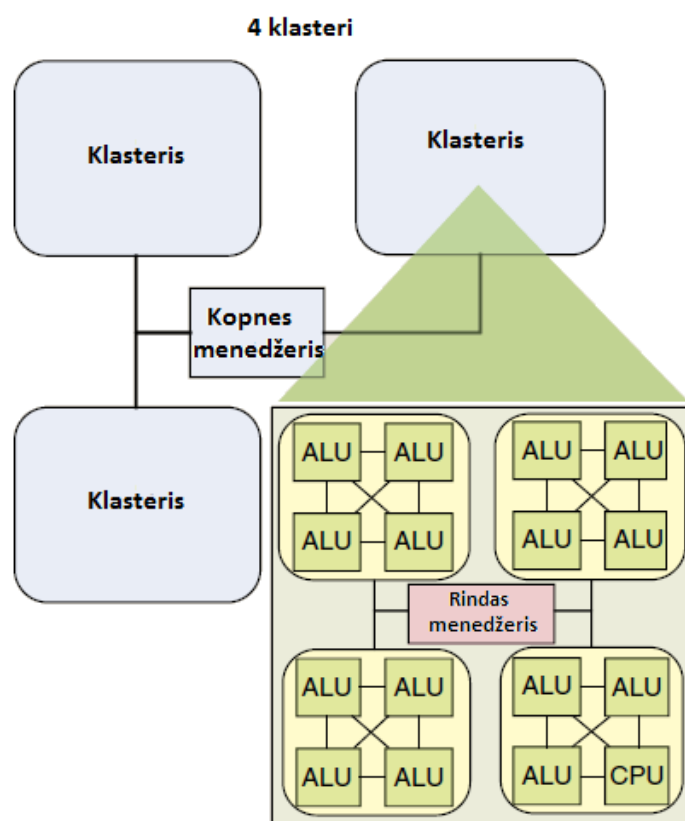 4 klasteri
Klasteris
Klasteris
Kopnes
menedžeris
Klasteris
ALU ALU ALU ALU
ALU ALU ALU ALU
Rindas
menedžeris
ALU ALU ALU ALU
ALU ALU ALU CPU